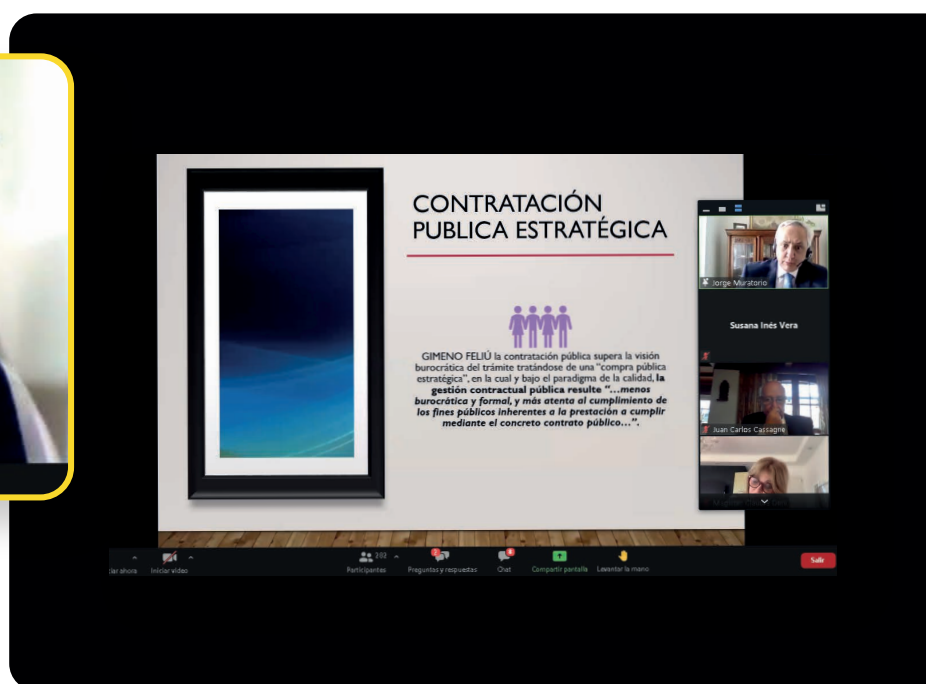 CONTRATACIÓN
PUBLICA ESTRATÉGICA
GIMENO FELIÚ la contratación pública supera la visión
burocrática del trámite tratándose de una “compra pública
estratégica”, en la cual y bajo el paradigma de la calidad, la
gestión contractual pública resulte “…menos
burocrática y formal, y más atenta al cumplimiento de
los fines públicos inherentes a la prestación a cumplir
mediante el concreto contrato público…”.
Jorge Muratorio
Susana Inés Vera
Juan Carlos Cassagne
iar ahora
Iniciar video
Participantes
202
Preguntas y respuestas
Chat
Compartir pantalla
Levantar la mano
Salir